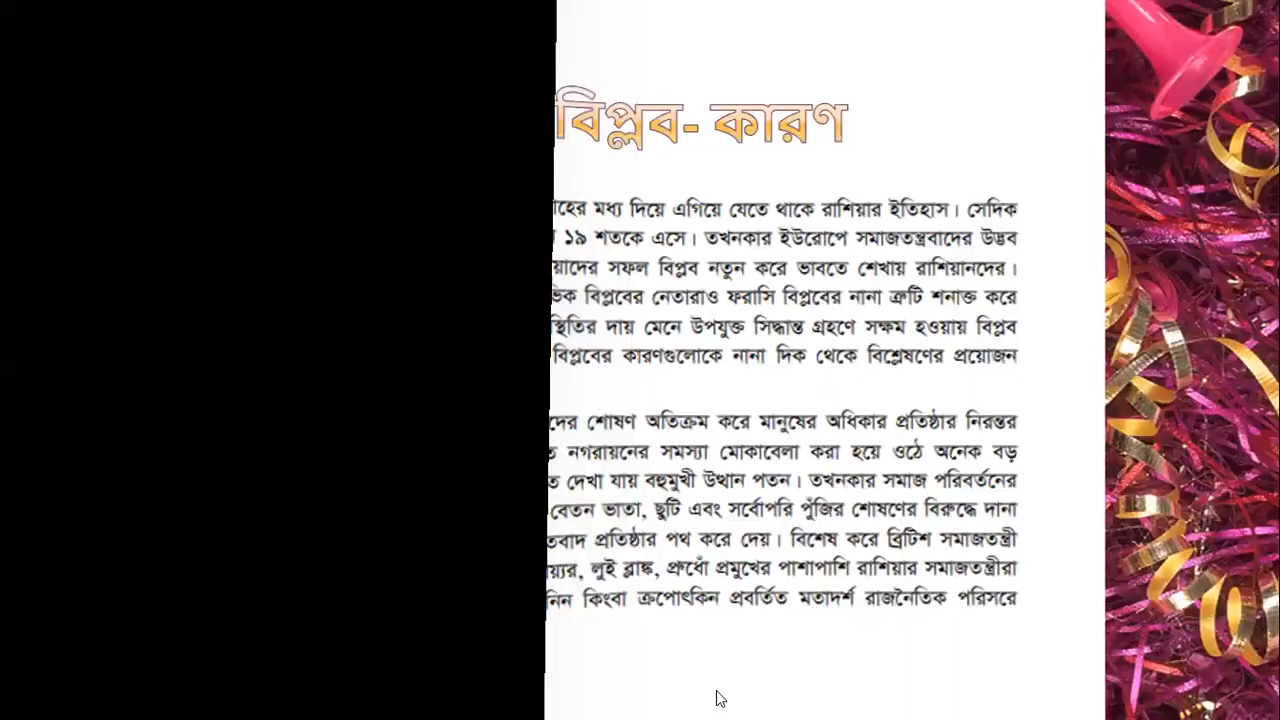 বিপ্লব- কারণ
মধ্য দিয়ে এগিয়ে যেতে থাকে রাশিয়ার ইতিহাস। সেদিক
১৯ শতকে এসে। তখনকার ইউরোপে সমাজতন্ত্রবাদের উদ্ভব
সফল বিপ্লব নতুন করে ভাবতে শেখায় রাশিয়ানদের।
বিপ্লবের নেতারাও ফরাসি বিপ্লবের নানা ত্রুটি শনাক্ত করে
দায় মেনে উপযুক্ত সিদ্ধান্ত গ্রহণে সক্ষম হওয়ায় বিপ্লব
বিপ্লবের কারণগুলোকে নানা দিক থেকে বিশ্লেষণের প্রয়োজন
শোষণ অতিক্রম করে মানুষের অধিকার প্রতিষ্ঠার নিরন্তর
নগরায়নের সমস্যা মোকাবেলা করা হয়ে ওঠে অনেক বড়
দেখা যায় বহুমুখী উত্থান পতন। তখনকার সমাজ পরিবর্তনের
বেতন ভাতা, ছুটি এবং সর্বোপরি পুঁজির শোষণের বিরুদ্ধে দানা
প্রতিষ্ঠার পথ করে দেয়। বিশেষ করে ব্রিটিশ সমাজতন্ত্রী
লুই ব্লাঙ্ক, প্রুধোঁ প্রমুখের পাশাপাশি রাশিয়ার সমাজতন্ত্রীরা
কিংবা ক্রপোৎকিন প্রবর্তিত মতাদর্শ রাজনৈতিক পরিসরে